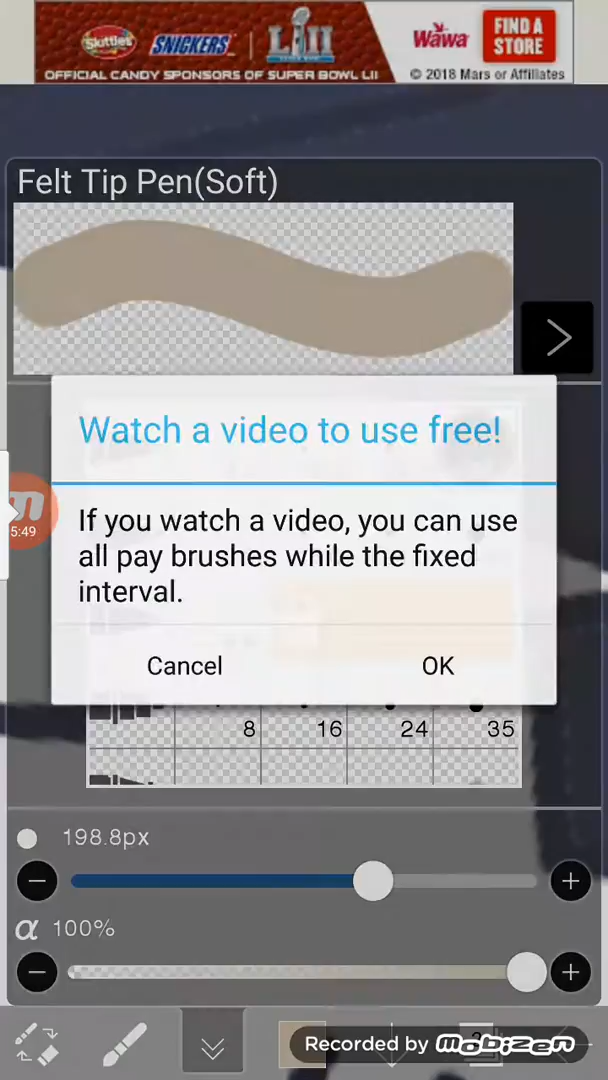 Skittles SNICKERS LII Wawa FIND A STORE
OFFICIAL CANDY SPONSORS OF SUPER BOWL LII © 2018 Mars or Affiliates
Felt Tip Pen(Soft)
Watch a video to use free!
5:49
If you watch a video, you can use
all pay brushes while the fixed
interval.
Cancel OK
8 16 24 35
198.8px
α 100%
Recorded by mobizen